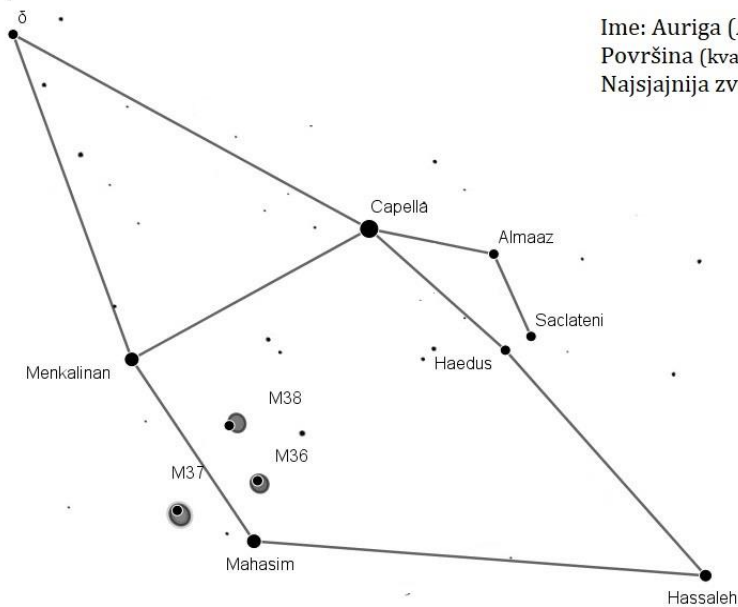 δ
Ime: Auriga (
Površina (
Najsjajnija
Capella
Almaaz
Saclateni
Haedus
Menkalinan
M38
M36
M37
Mahasim
Hassaleh